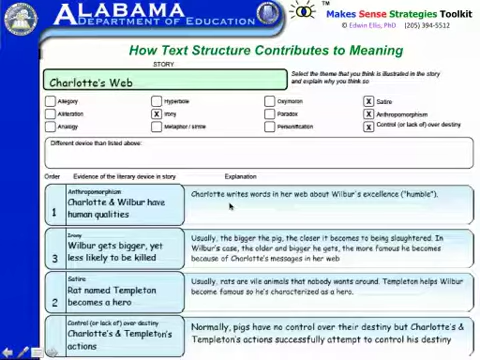 ALABAMA
DEPARTMENT OF EDUCATION
TM
Makes Sense Strategies Toolkit
© Edwin Ellis, PhD (205) 394-5512
How Text Structure Contributes to Meaning
STORY
Charlotte's Web
Select the theme that you think is illustrated in the story
and explain why you think so
Allegory
Hyperbole
Oxymoron
X Satire
Alliteration
X Irony
Paradox
X Anthropomorphism
Analogy
Metaphor / simile
Personification
X Control (or lack of) over destiny
Different device than listed above:
Order
Evidence of the literary device in story
Explanation
Anthropomorphism
1 Charlotte & Wilbur have
human qualities
Charlotte writes words in her web about Wilbur's excellence ("humble").
Irony
3 Wilbur gets bigger, yet
less likely to be killed
Usually, the bigger the pig, the closer it becomes to being slaughtered. In
Wilbur's case, the older and bigger he gets, the more famous he becomes
because of Charlotte's messages in her web
Satire
2 Rat named Templeton
becomes a hero
Usually, rats are vile animals that nobody wants around. Templeton helps Wilbur
become famous so he's characterized as a hero.
Control (or lack of) over destiny
Charlotte's & Templeton's
actions
Normally, pigs have no control over their destiny but Charlotte's &
Templeton's actions successfully attempt to control his destiny